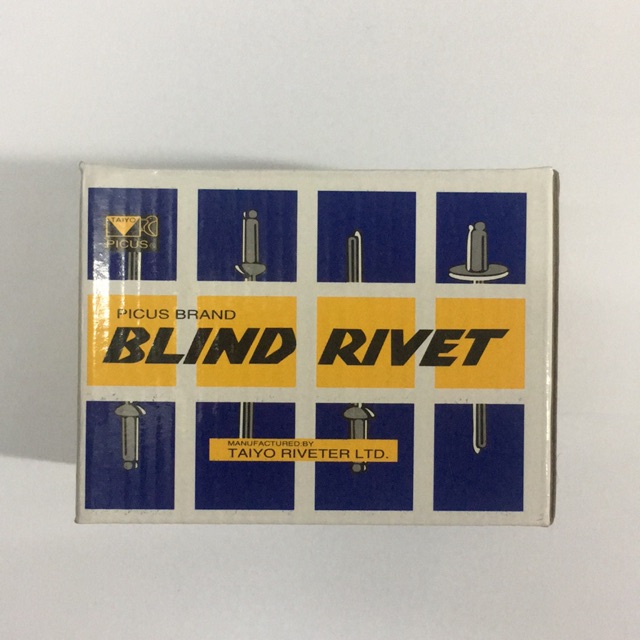 TAIYO
PICUS
PICUS BRAND
BLIND RIVET
MANUFACTURED BY
TAIYO RIVETER LTD.